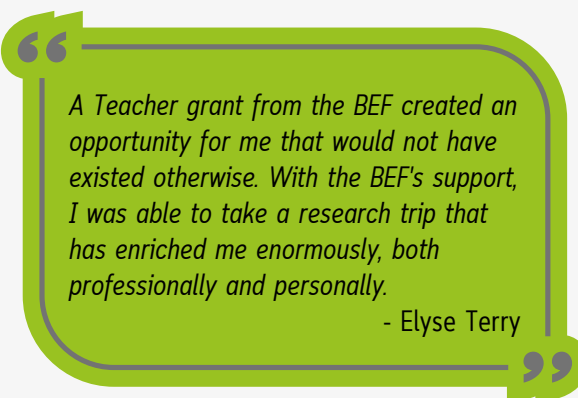 A Teacher grant from the BEF created an
opportunity for me that would not have
existed otherwise. With the BEF's support,
I was able to take a research trip that
has enriched me enormously, both
professionally and personally.
- Elyse Terry